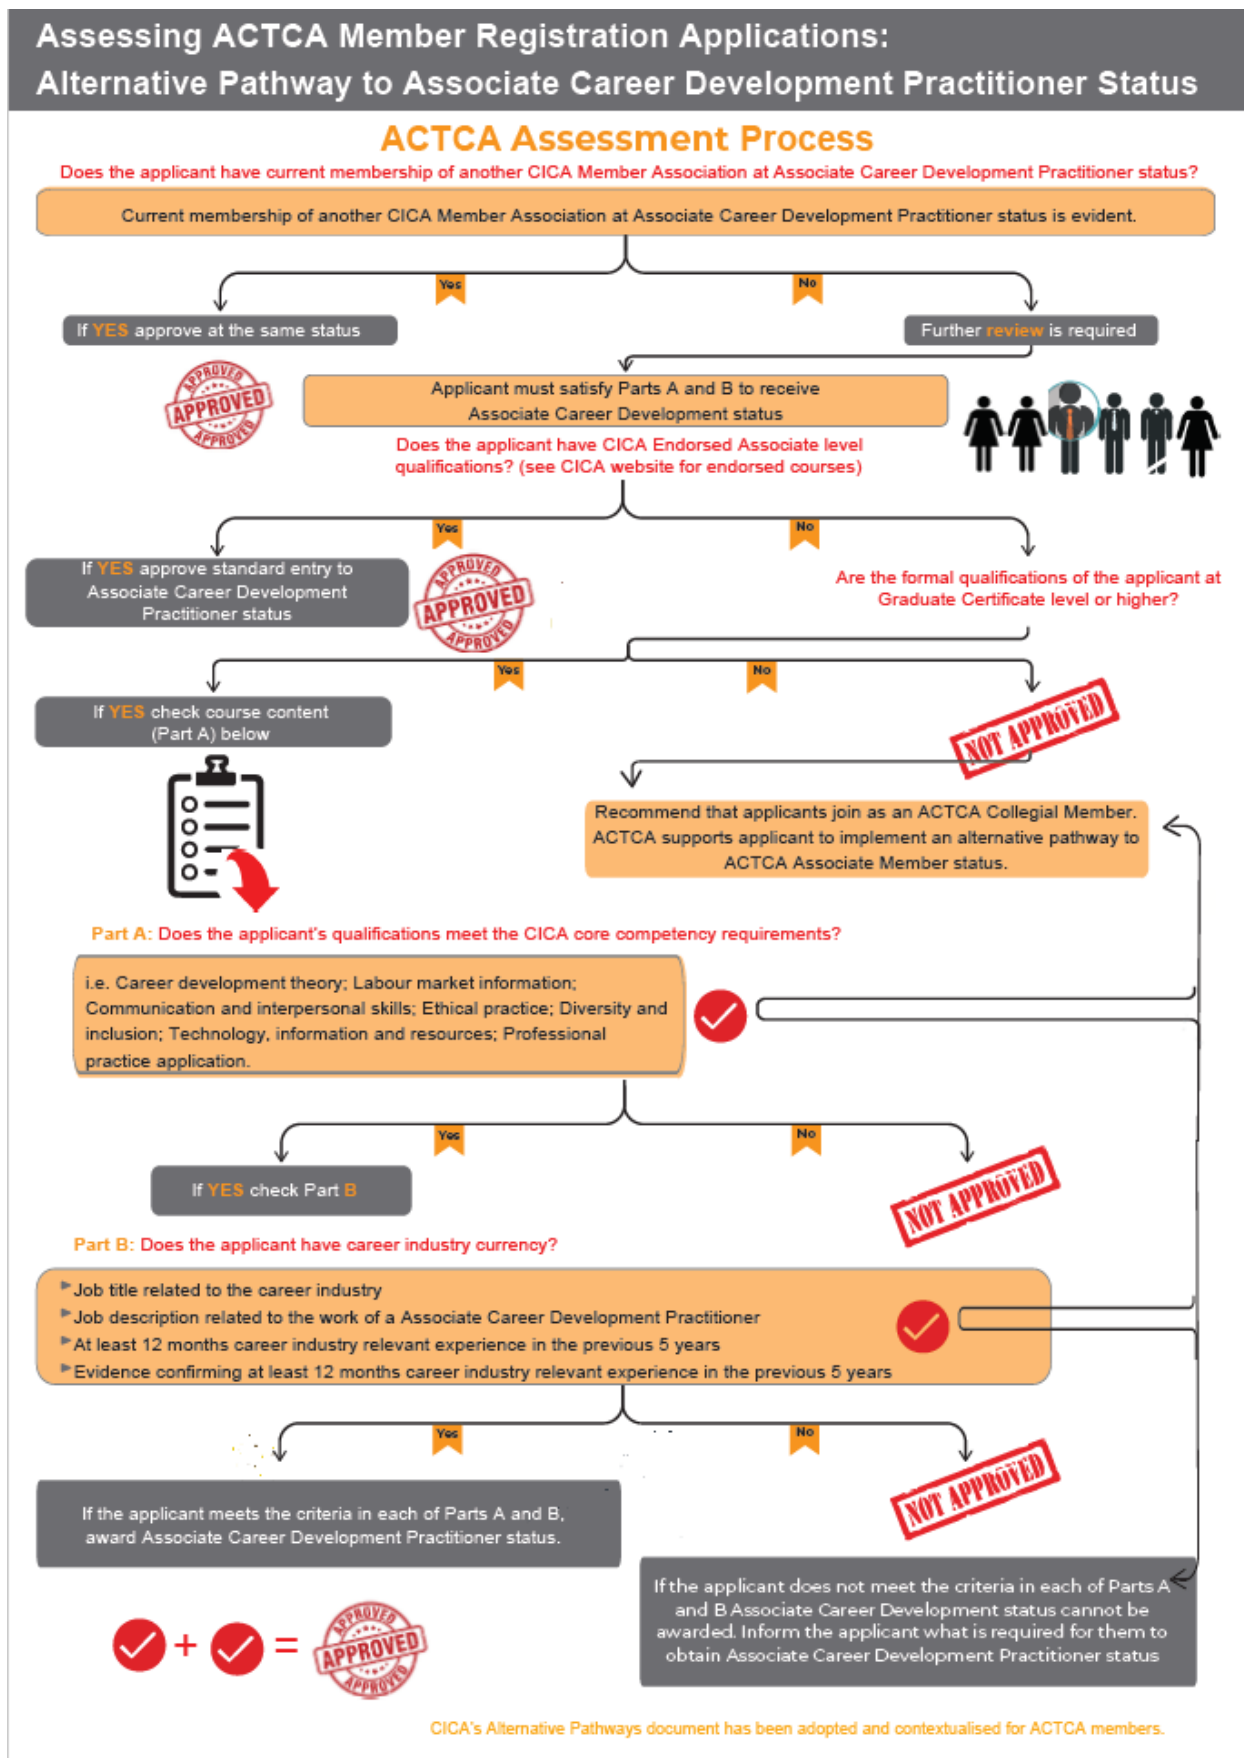 Assessing ACTCA Member Registration Applications:
Alternative Pathway to Associate Career Development Practitioner Status
ACTCA Assessment Process
Does the applicant have current membership of another CICA Member Association at Associate Career Development Practitioner status?
Current membership of another CICA Member Association at Associate Career Development Practitioner status is evident.
Yes
No
If YES approve at the same status
Further review is required
APPROVED
APPROVED
APPROVED
Applicant must satisfy Parts A and B to receive
Associate Career Development status
Does the applicant have CICA Endorsed Associate level
qualifications? (see CICA website for endorsed courses)
Yes
No
If YES approve standard entry to
Associate Career Development
Practitioner status
APPROVED
APPROVED
APPROVED
Are the formal qualifications of the applicant at
Graduate Certificate level or higher?
Yes
No
If YES check course content
(Part A) below
NOT APPROVED
Recommend that applicants join as an ACTCA Collegial Member.
ACTCA supports applicant to implement an alternative pathway to
ACTCA Associate Member status.
Part A: Does the applicant's qualifications meet the CICA core competency requirements?
i.e. Career development theory; Labour market information;
Communication and interpersonal skills; Ethical practice; Diversity and
inclusion; Technology, information and resources; Professional
practice application.
Yes
No
If YES check Part B
NOT APPROVED
Part B: Does the applicant have career industry currency?
Job title related to the career industry
Job description related to the work of a Associate Career Development Practitioner
At least 12 months career industry relevant experience in the previous 5 years
Evidence confirming at least 12 months career industry relevant experience in the previous 5 years
Yes
No
NOT APPROVED
If the applicant meets the criteria in each of Parts A and B,
award Associate Career Development Practitioner status.
If the applicant does not meet the criteria in each of Parts A
and B Associate Career Development status cannot be
awarded. Inform the applicant what is required for them to
obtain Associate Career Development Practitioner status
+ =
APPROVED
APPROVED
APPROVED
CICA's Alternative Pathways document has been adopted and contextualised for ACTCA members.